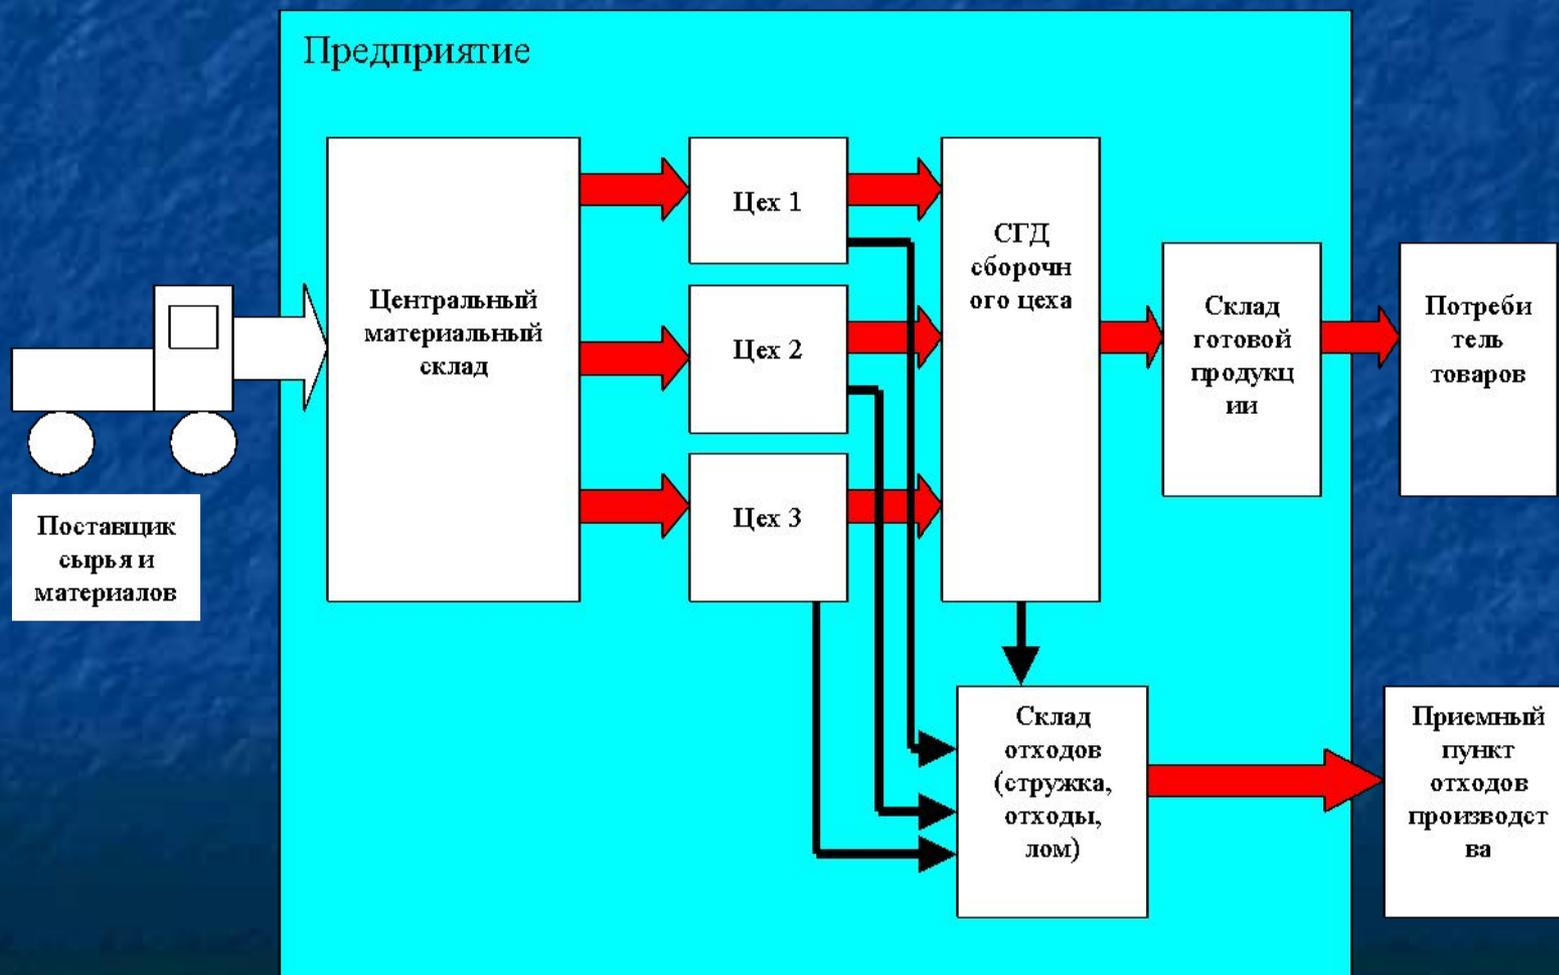 Предприятие
Цех 1
Центральный
материальный
склад
Цех 2
Цех 3
СГД
сборочн
ого цеха
Склад
готовой
продукц
ии
Потреби
тель
товаров
Поставщик
сырья и
материалов
Склад
отходов
(стружка,
отходы,
лом)
Приемный
пункт
отходов
производст
ва